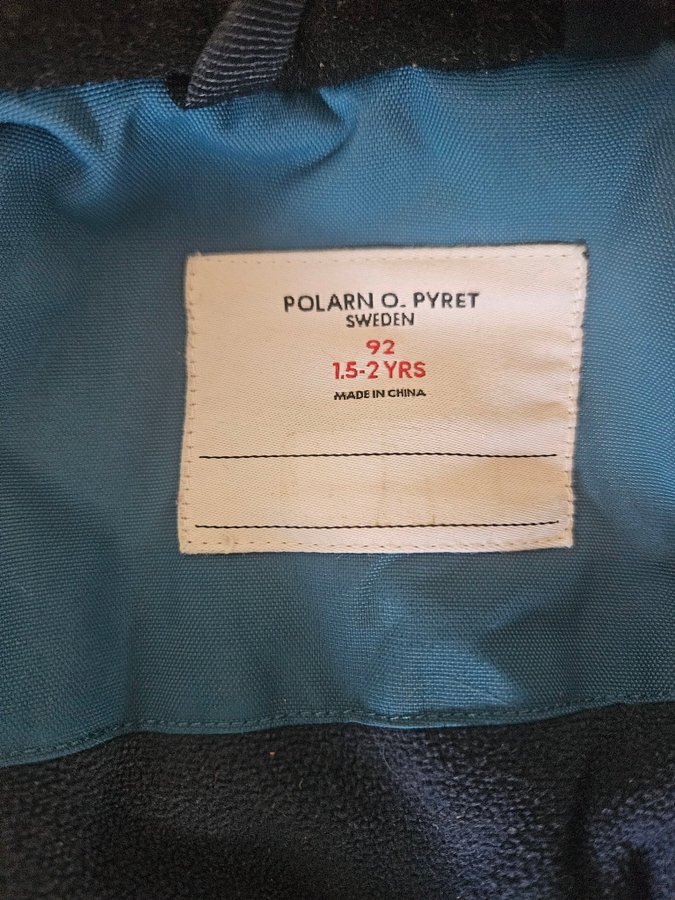 POLARN O. PYRET
SWEDEN
92
1.5-2 YRS
MADE IN CHINA